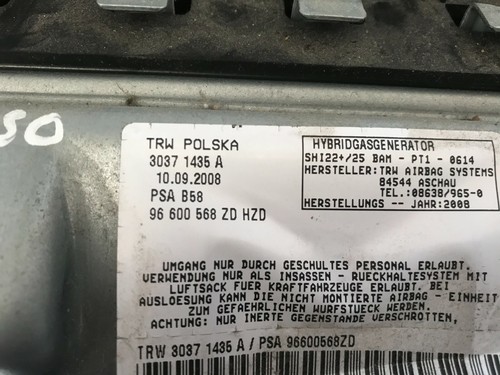 50
TRW POLSKA
3037 1435 A
10.09.2008
PSA B58
96 600 568 ZD HZD
HYBRIDGASGENERATOR
SHI22+/25 BAM - PT1 - 0614
HERSTELLER: TRW AIRBAG SYSTEMS
84544 ASCHAU
TEL.:08638/965-0
HERSTELLUNGS -- JAHR:2008
UMGANG NUR DURCH GESCHULTES PERSONAL ERLAUBT.
VERWENDUNG NUR ALS INSASSEN - RUECKHALTESYSTEM MIT
LUFTSACK FUER KRAFTFAHRZEUGE ERLAUBT. BEI
AUSLOESUNG KANN DIE NICHT MONTIERTE AIRBAG - EINHEIT
ZUM GEFAEHRLICHEN WURFSTUECK WERDEN.
ACHTUNG: NUR INERTE GEGENSTAENDE VERSCHROTTEN,
TRW 3037 1435 A / PSA 96600568ZD